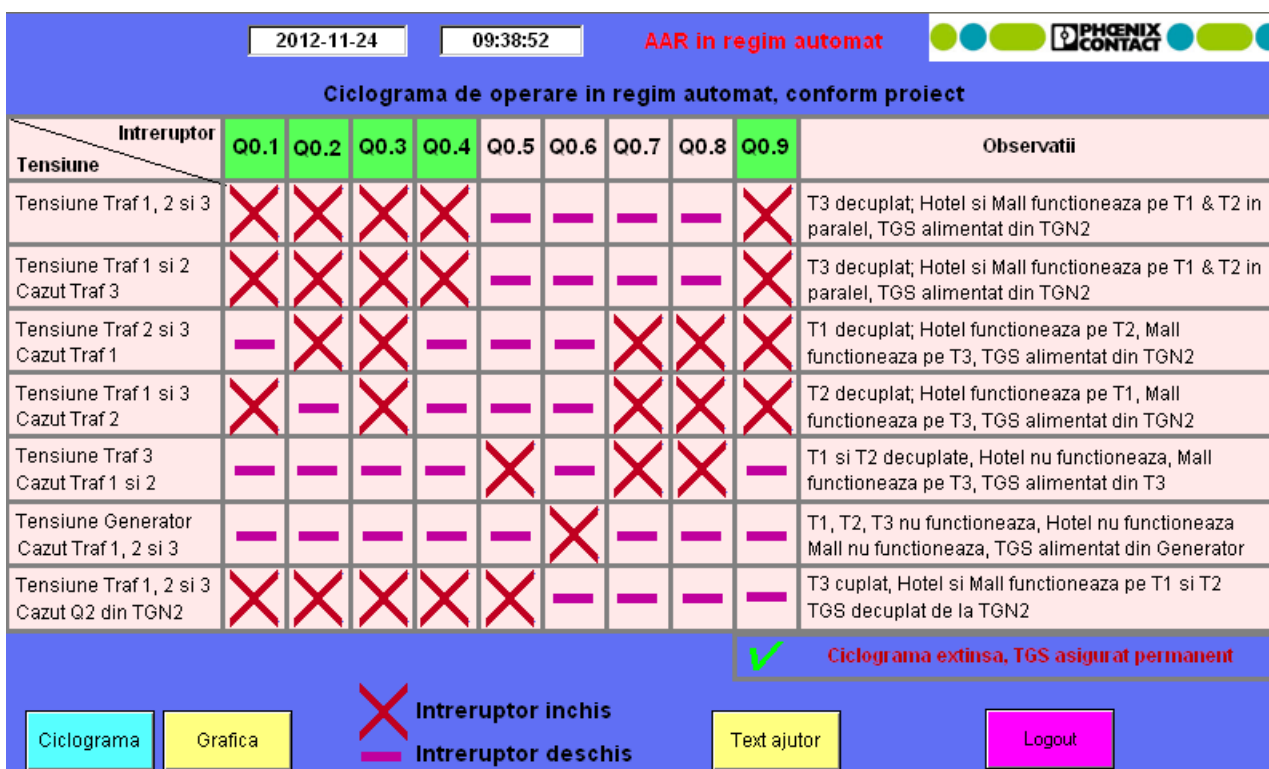 2012-11-24
09:38:52
AAR in regim automat
PHŒNIX
CONTACT
Ciclograma de operare in regim automat, conform proiect
Intreruptor
Tensiune
Q0.1 Q0.2 Q0.3 Q0.4 Q0.5 Q0.6 Q0.7 Q0.8 Q0.9
Observatii
Tensiune Traf 1, 2 si 3
T3 decuplat; Hotel si Mall functioneaza pe T1 & T2 in
paralel, TGS alimentat din TGN2
Tensiune Traf 1 si 2
Cazut Traf 3
T3 decuplat; Hotel si Mall functioneaza pe T1 & T2 in
paralel, TGS alimentat din TGN2
Tensiune Traf 2 si 3
Cazut Traf 1
T1 decuplat; Hotel functioneaza pe T2, Mall
functioneaza pe T3, TGS alimentat din TGN2
Tensiune Traf 1 si 3
Cazut Traf 2
T2 decuplat; Hotel functioneaza pe T1, Mall
functioneaza pe T3, TGS alimentat din TGN2
Tensiune Traf 3
Cazut Traf 1 si 2
T1 si T2 decuplate, Hotel nu functioneaza, Mall
functioneaza pe T3, TGS alimentat din T3
Tensiune Generator
Cazut Traf 1, 2 si 3
T1, T2, T3 nu functioneaza, Hotel nu functioneaza
Mall nu functioneaza, TGS alimentat din Generator
Tensiune Traf 1, 2 si 3
Cazut Q2 din TGN2
T3 cuplat, Hotel si Mall functioneaza pe T1 si T2
TGS decuplat de la TGN2
Ciclograma extinsa, TGS asigurat permanent
Intreruptor inchis
Intreruptor deschis
Ciclograma
Grafica
Text ajutor
Logout